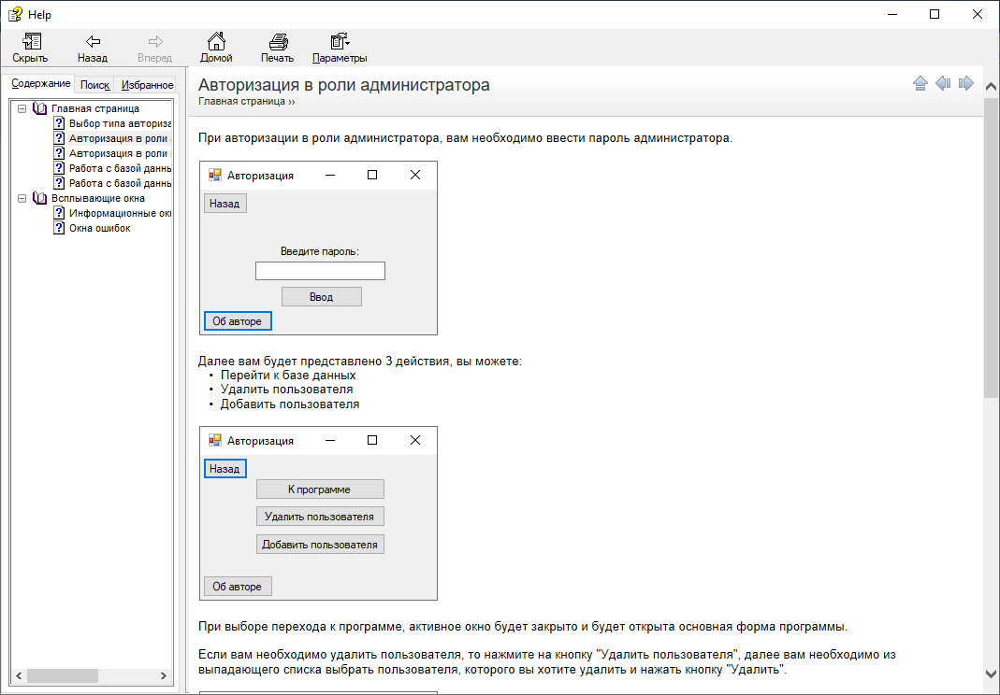 Help
Скрыть Назад Вперед Домой Печать Параметры
Содержание Поиск Избранное
Главная страница
Выбор типа авториза
Авторизация в роли
Авторизация в роли
Работа с базой данн
Работа с базой данн
Всплывающие окна
Информационные ок
Окна ошибок
Авторизация в роли администратора
Главная страница ››
При авторизации в роли администратора, вам необходимо ввести пароль администратора.
Авторизация
Назад
Введите пароль:
Ввод
Об авторе
Далее вам будет представлено 3 действия, вы можете:
• Перейти к базе данных
• Удалить пользователя
• Добавить пользователя
Авторизация
Назад
К программе
Удалить пользователя
Добавить пользователя
Об авторе
При выборе перехода к программе, активное окно будет закрыто и будет открыта основная форма программы.
Если вам необходимо удалить пользователя, то нажмите на кнопку "Удалить пользователя", далее вам необходимо из
выпадающего списка выбрать пользователя, которого вы хотите удалить и нажать кнопку "Удалить".